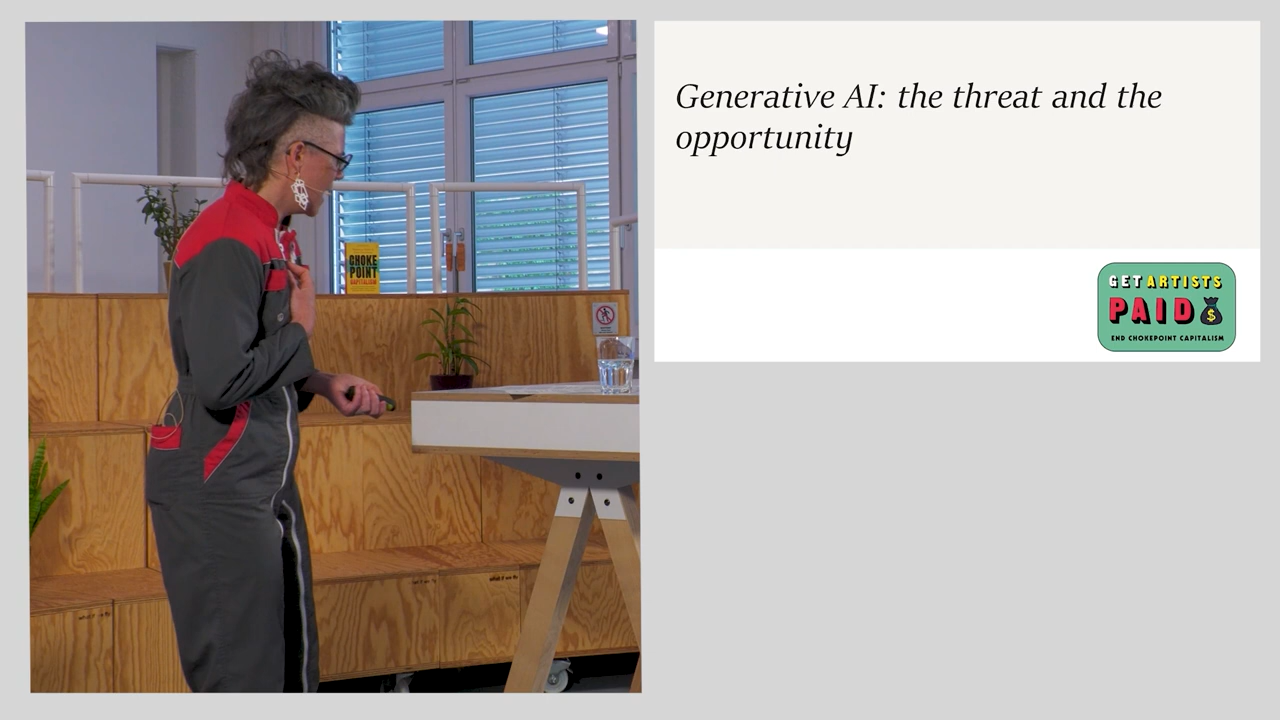 Generative AI: the threat and the
opportunity
CHOKE
POINT
CAPITALISM
GET ARTISTS
PAID
$
END CHOKEPOINT CAPITALISM